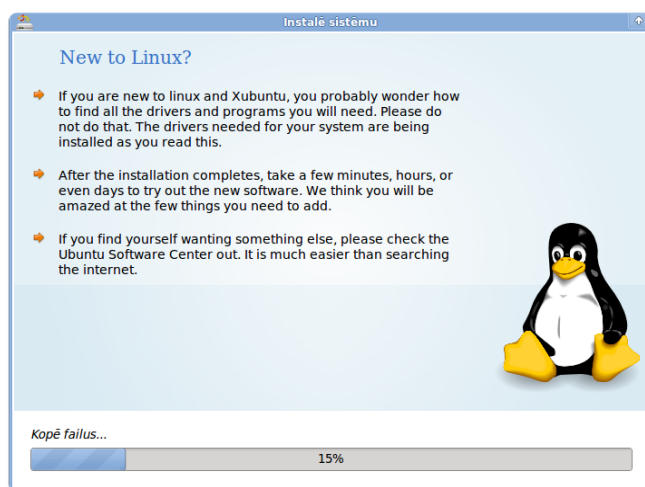 Instalē sistēmu
New to Linux?
If you are new to linux and Xubuntu, you probably wonder how
to find all the drivers and programs you will need. Please do
not do that. The drivers needed for your system are being
installed as you read this.
After the installation completes, take a few minutes, hours, or
even days to try out the new software. We think you will be
amazed at the few things you need to add.
If you find yourself wanting something else, please check the
Ubuntu Software Center out. It is much easier than searching
the internet.
Kopē failus...
15%